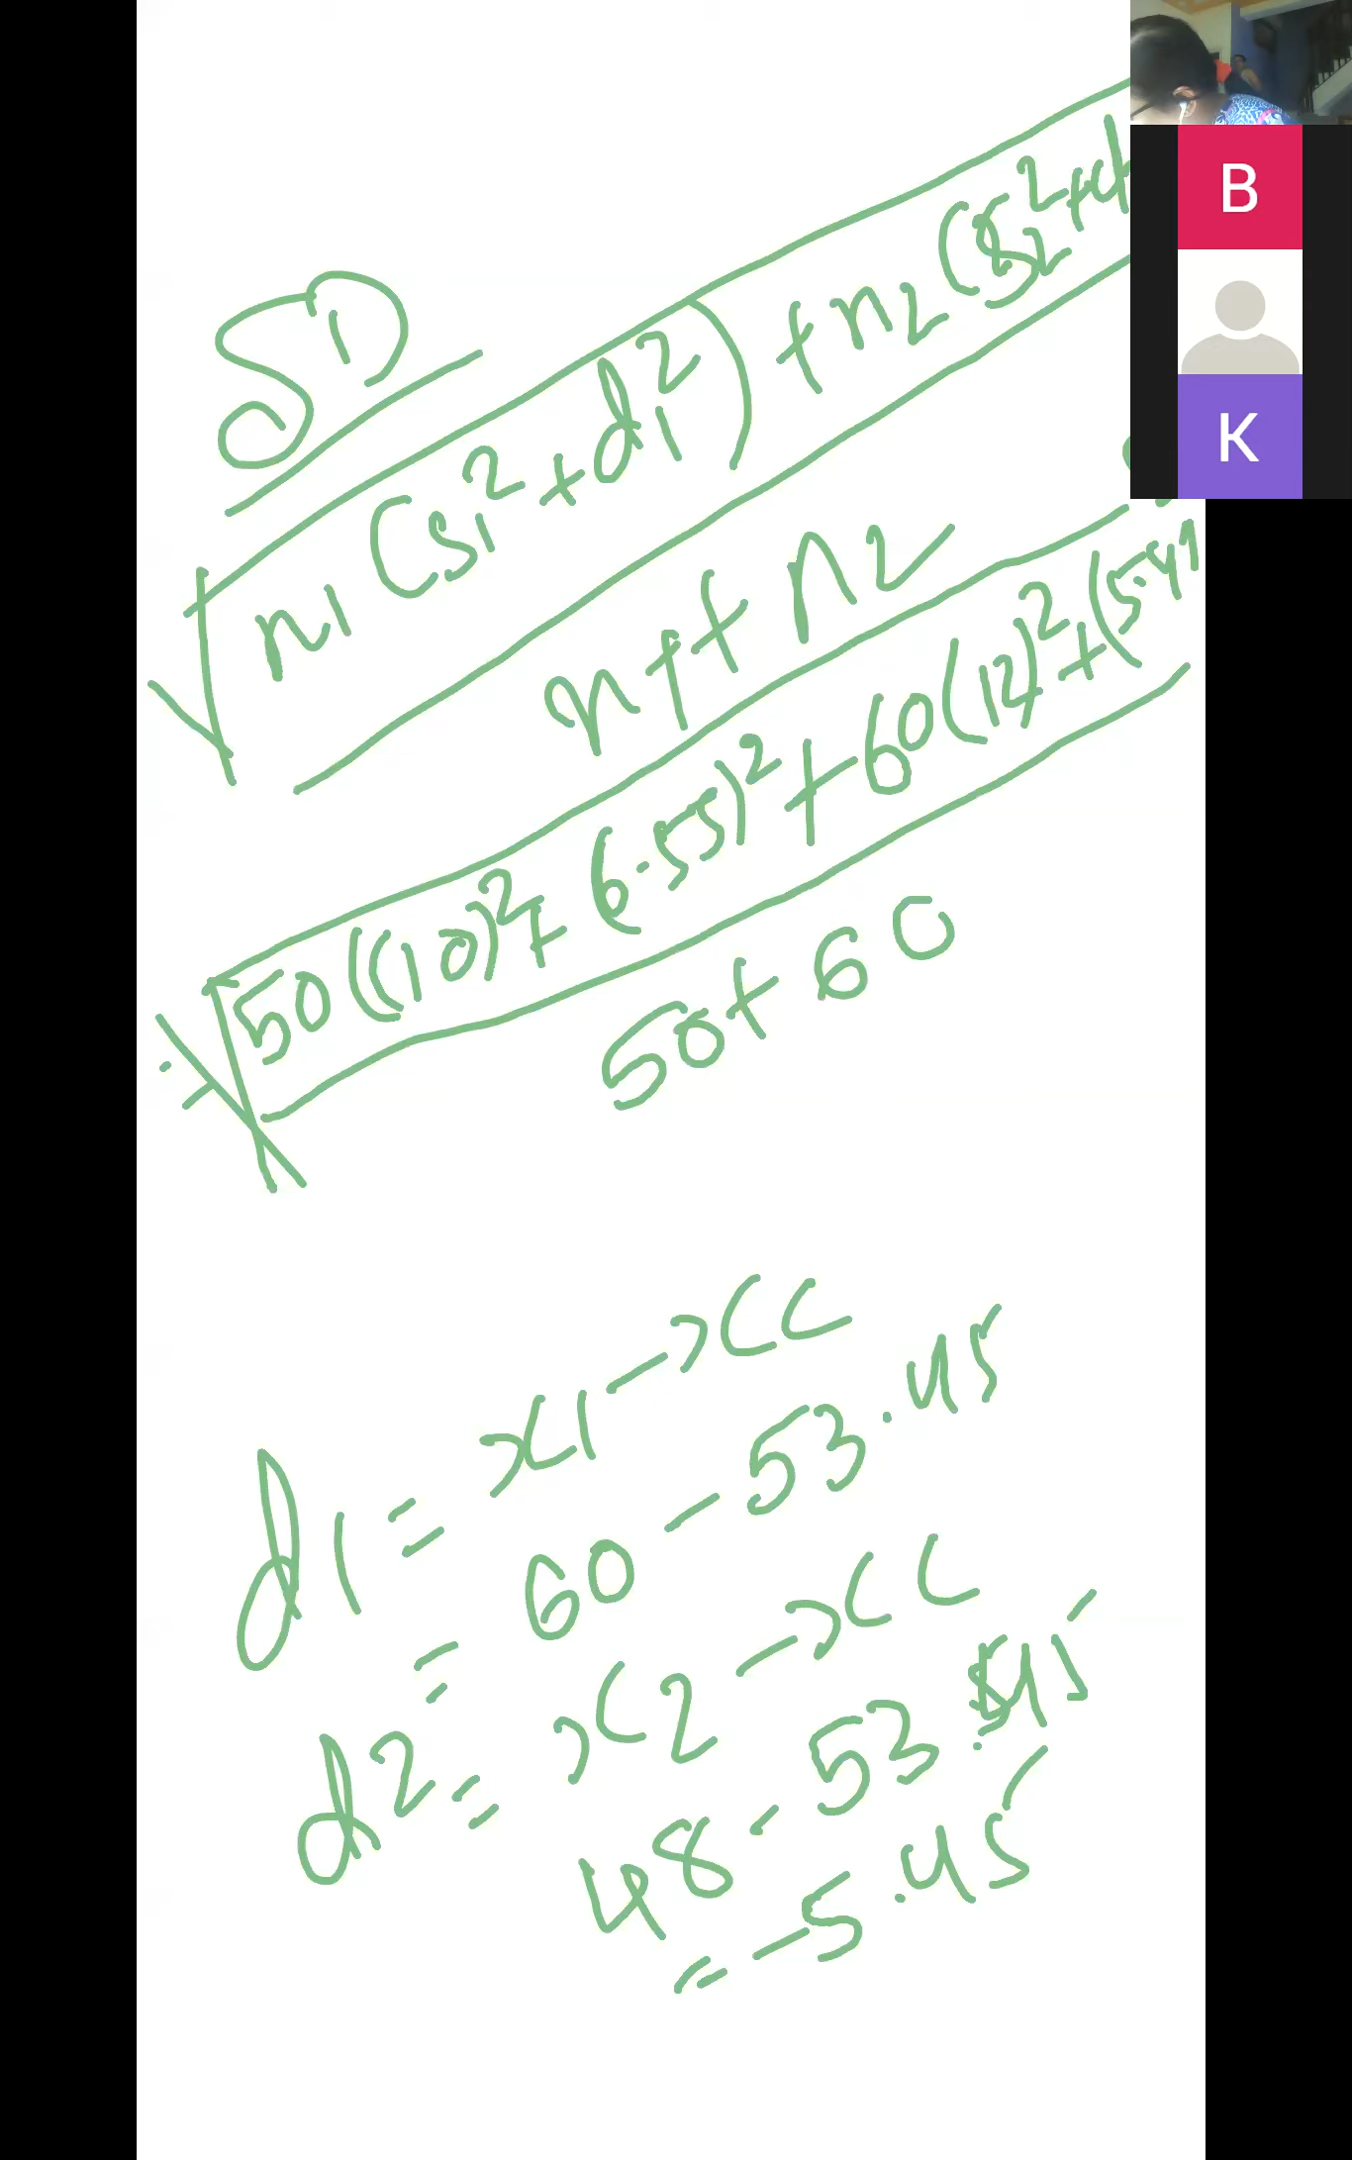 SD
√n1(s1²+d1²)+n2(s2²+d
n1+n2
=√50((10)²+(6.55)²+60(12)²+(5.45
50+60
d1=x1-xc
=60-53.45
d2=x2-xc
48-53.45
=-5.45
B
K